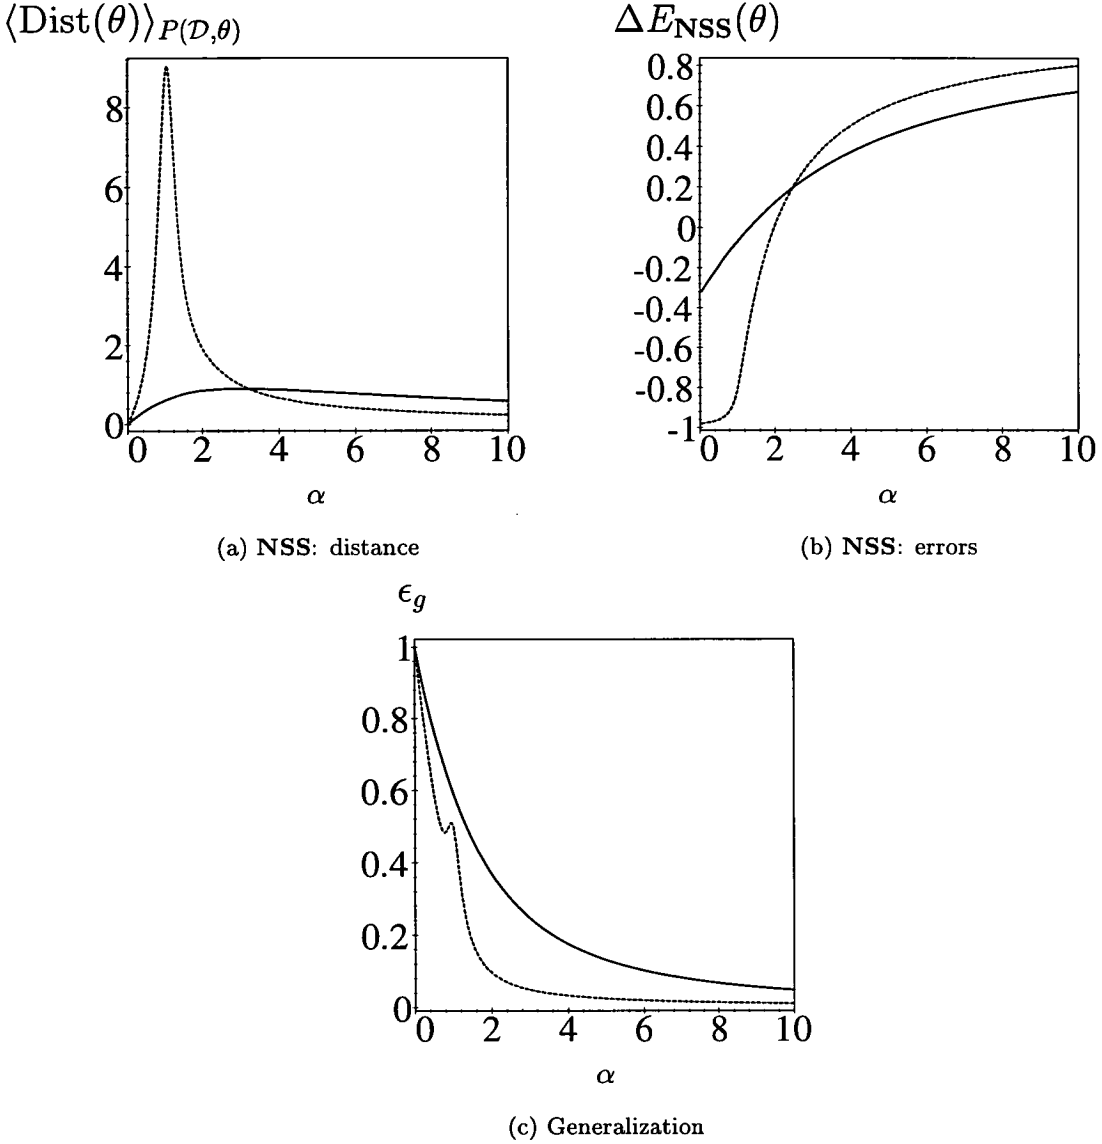 ⟨Dist(θ)⟩P(𝒟,θ)
ΔE_NSS(θ)
8
6
4
2
0
0 2 4 6 8 10
α
(a) NSS: distance
0.8
0.6
0.4
0.2
0
-0.2
-0.4
-0.6
-0.8
-1
0 2 4 6 8 10
α
(b) NSS: errors
ϵg
1
0.8
0.6
0.4
0.2
0
0 2 4 6 8 10
α
(c) Generalization